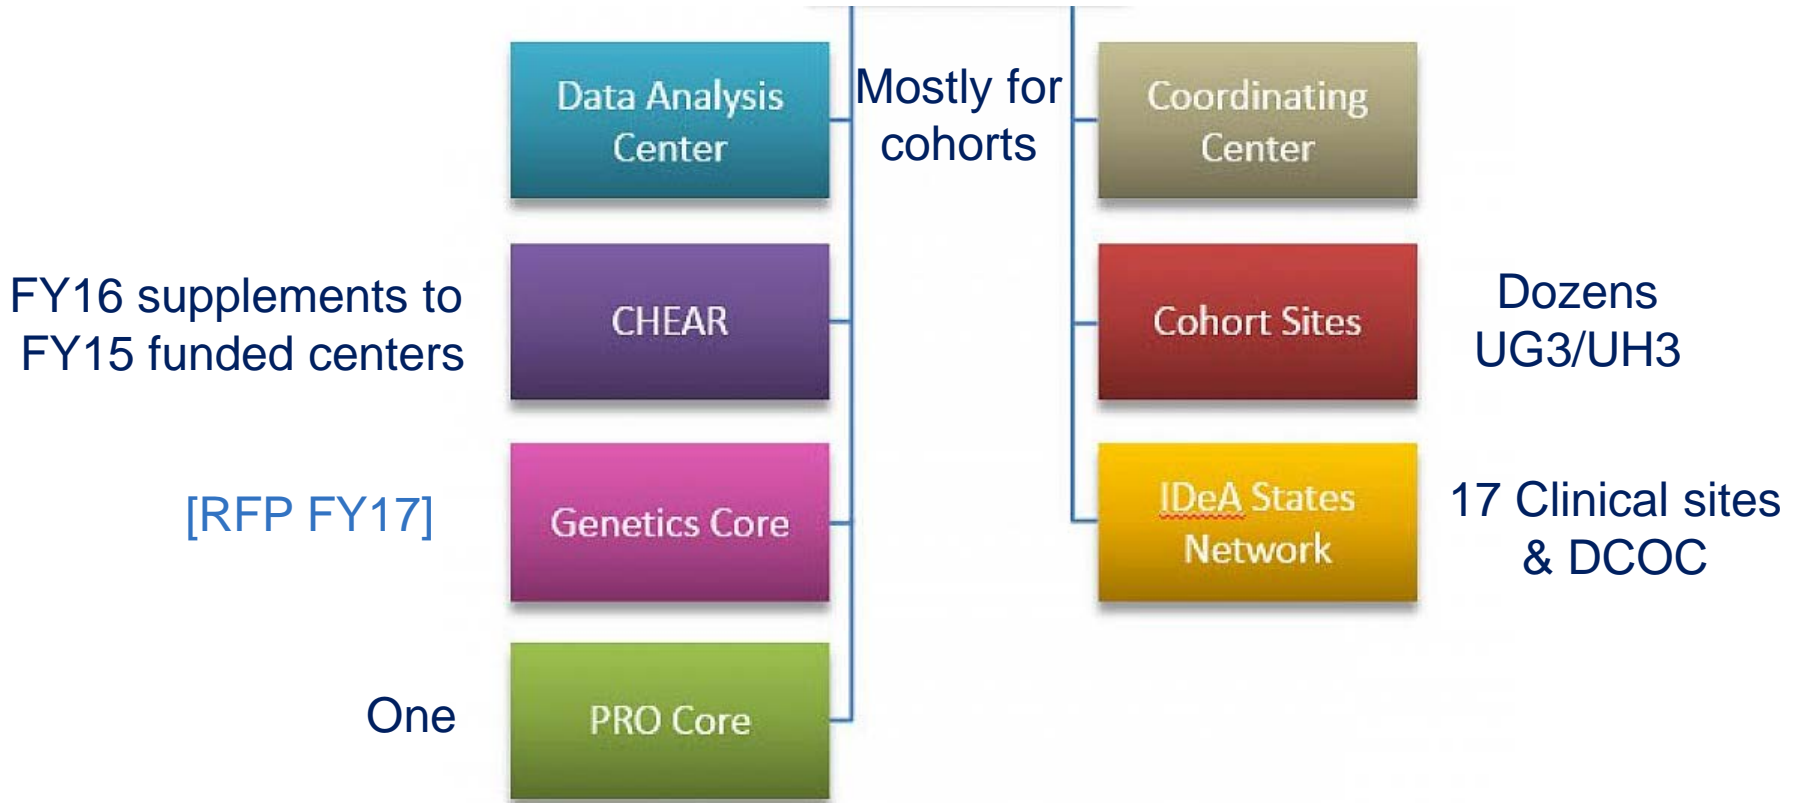 Data Analysis
Center
Mostly for
cohorts
Coordinating
Center
FY16 supplements to
FY15 funded centers
CHEAR
Cohort Sites
Dozens
UG3/UH3
[RFP FY17]
Genetics Core
IDeA States
Network
17 Clinical sites
& DCOC
One
PRO Core